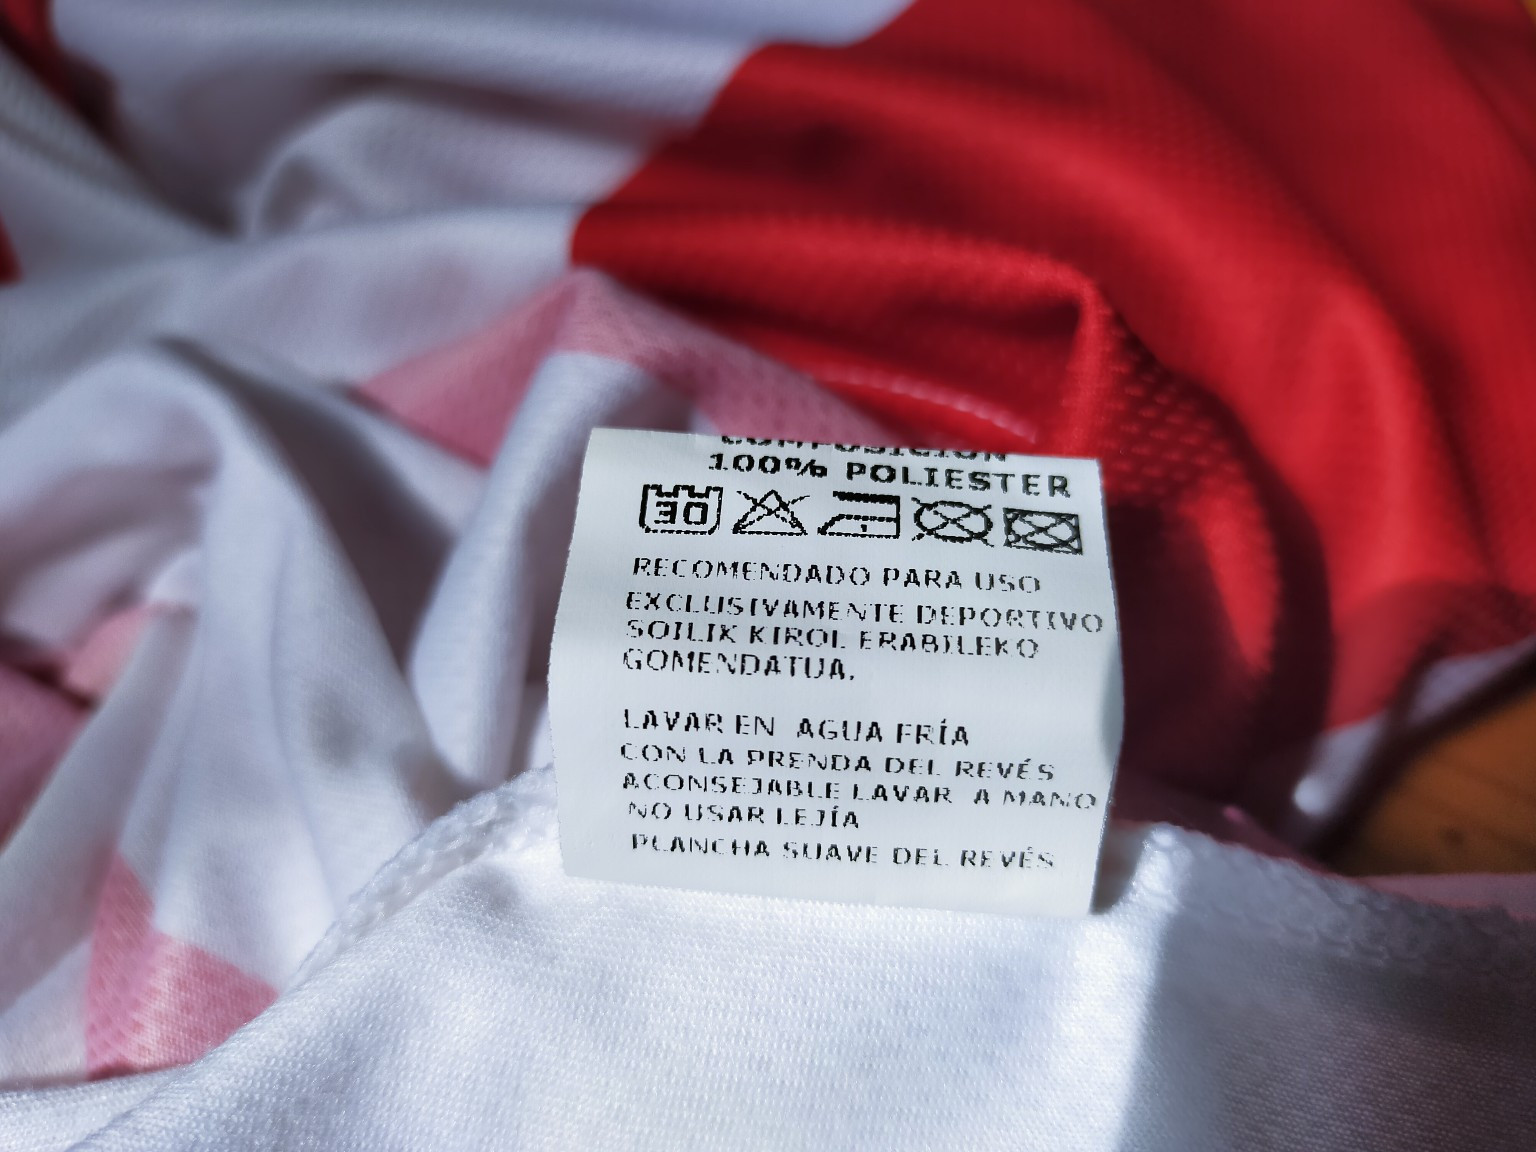 COMPOSICIÓN
100% POLIESTER
30
RECOMENDADO PARA USO
EXCLUSIVAMENTE DEPORTIVO
SOILIK KIROL ERABILEKO
GOMENDATUA.
LAVAR EN AGUA FRÍA
CON LA PRENDA DEL REVÉS
ACONSEJABLE LAVAR A MANO
NO USAR LEJÍA
PLANCHA SUAVE DEL REVÉS